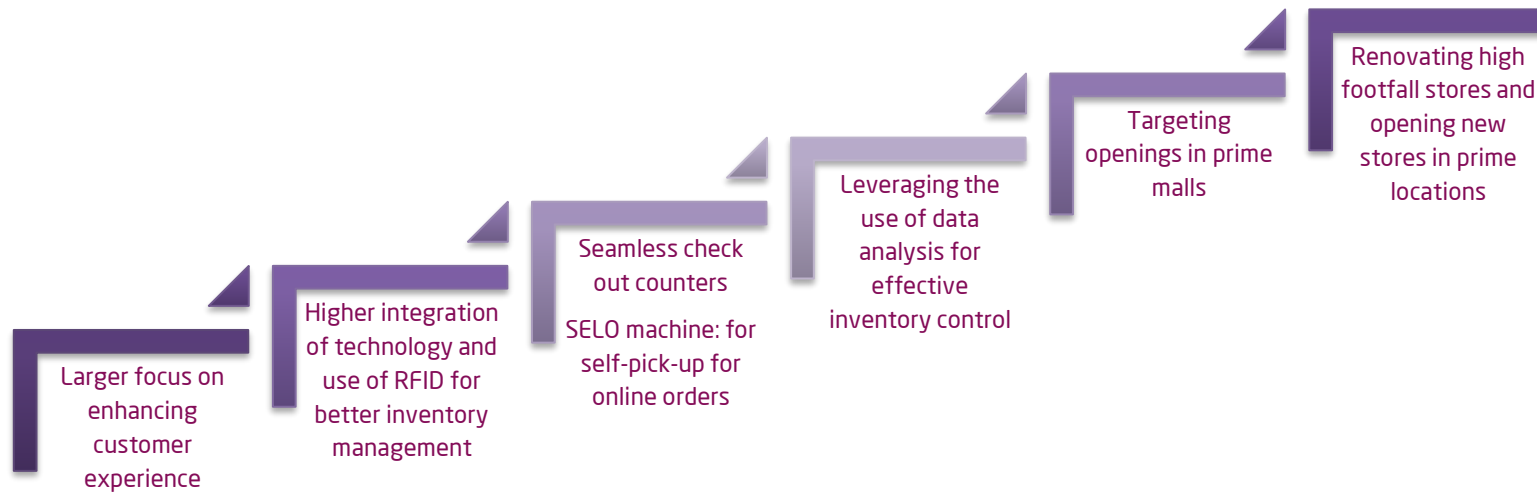 Larger focus on
enhancing
customer
experience
Higher integration
of technology and
use of RFID for
better inventory
management
Seamless check
out counters
SELO machine: for
self-pick-up for
online orders
Leveraging the
use of data
analysis for
effective
inventory control
Targeting
openings in prime
malls
Renovating high
footfall stores and
opening new
stores in prime
locations